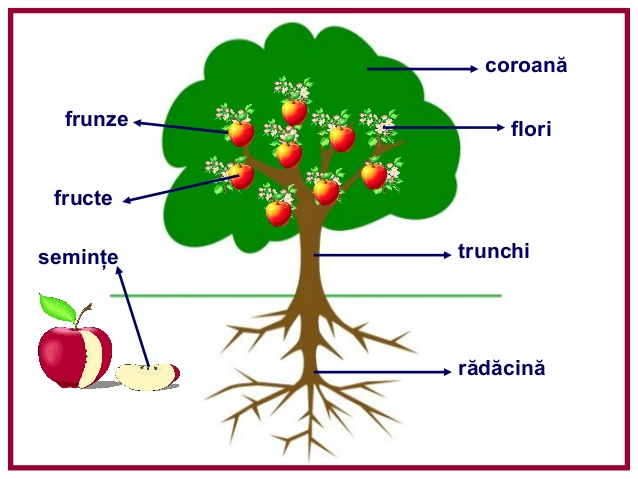 coroană
frunze
flori
fructe
semințe
trunchi
rădăcină